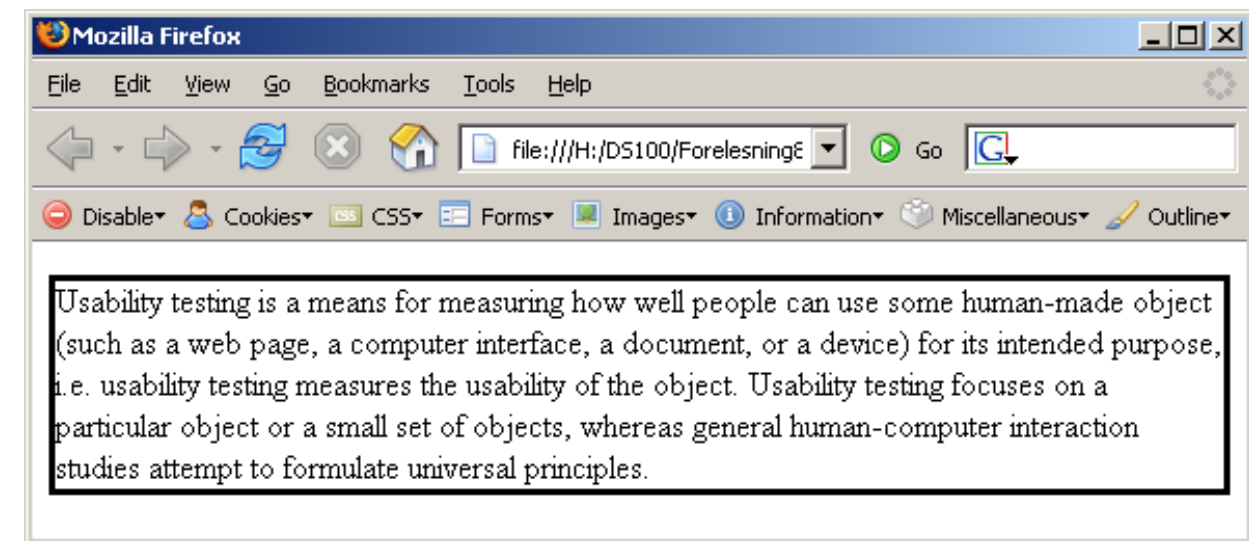 Mozilla Firefox
File Edit View Go Bookmarks Tools Help
file:///H:/DS100/Forelesning8 Go G
Disable Cookies CSS CSS Forms Images Information Miscellaneous Outline
Usability testing is a means for measuring how well people can use some human-made object
(such as a web page, a computer interface, a document, or a device) for its intended purpose,
i.e. usability testing measures the usability of the object. Usability testing focuses on a
particular object or a small set of objects, whereas general human-computer interaction
studies attempt to formulate universal principles.